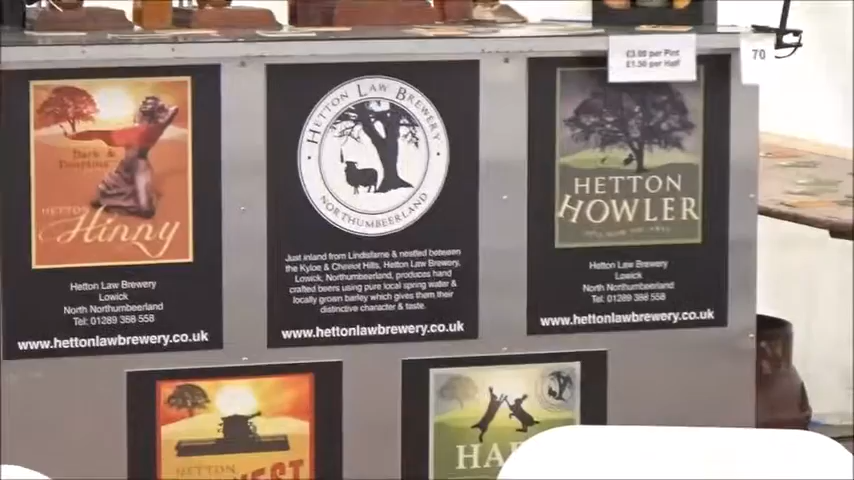 £3.00 per Pint
£1.50 per Half
70
Dark &
HETTON
Hinny
Hetton Law Brewery
Lowick
North Northumberland
Tel: 01289 388 558
www.hettonlawbrewery.co.uk
HETTON LAW BREWERY
NORTHUMBERLAND
Just inland from Lindisfarne & nestled between
the Kyloe & Cheviot Hills, Hetton Law Brewery,
Lowick, Northumberland, produces hand
crafted beers using pure local spring water &
locally grown barley which gives them their
distinctive character & taste.
www.hettonlawbrewery.co.uk
HETTON
HOWLER
Hetton Law Brewery
Lowick
North Northumberland
Tel: 01289 388 558
www.hettonlawbrewery.co.uk
HETTON